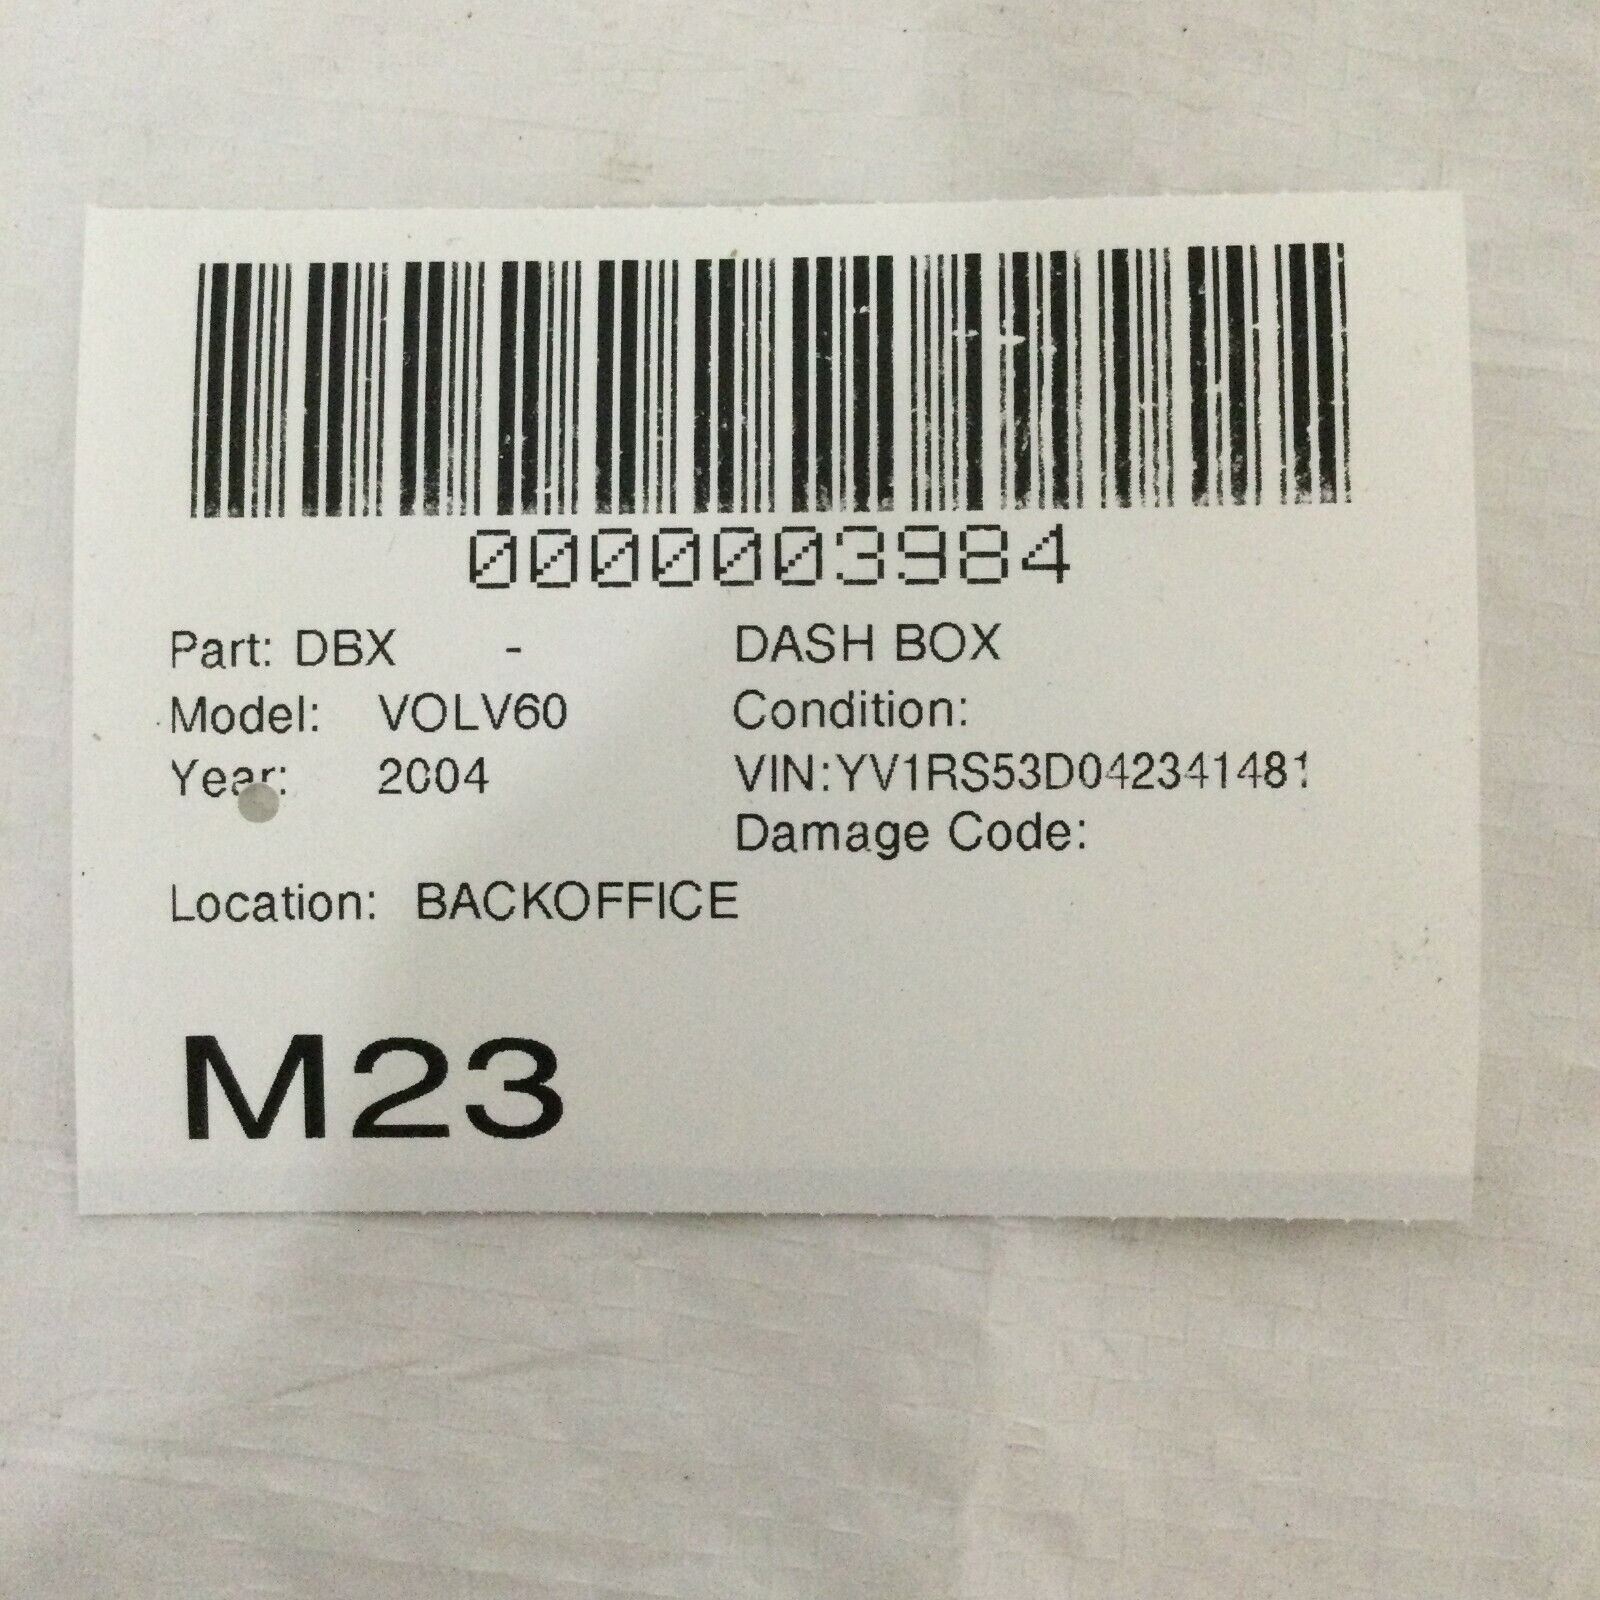 0000003984
Part: DBX - DASH BOX
Model: VOLV60 Condition:
Year: 2004 VIN:YV1RS53D042341481
Damage Code:
Location: BACKOFFICE
M23